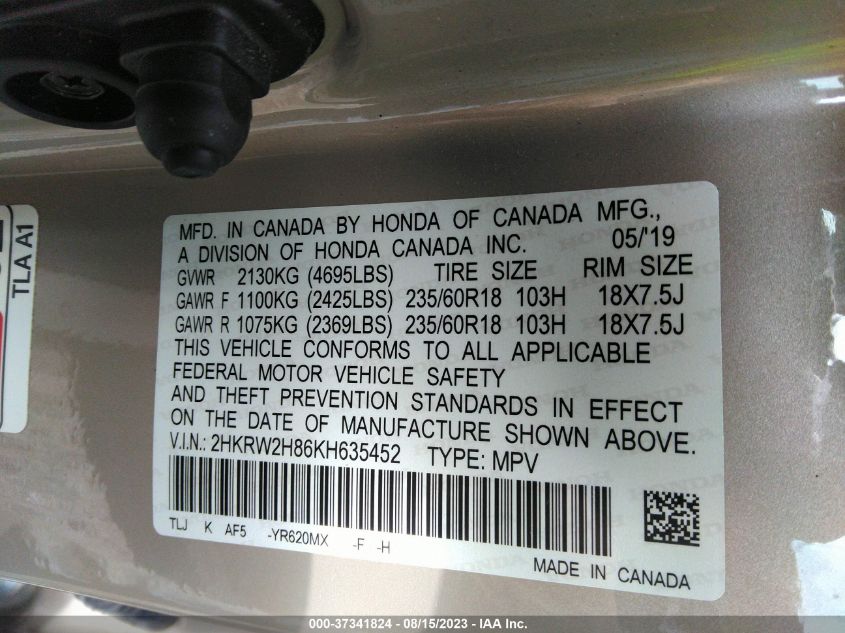 MFD. IN CANADA BY HONDA OF CANADA MFG.,
A DIVISION OF HONDA CANADA INC. 05/'19
GVWR 2130KG (4695LBS) TIRE SIZE RIM SIZE
GAWR F 1100KG (2425LBS) 235/60R18 103H 18X7.5J
GAWR R 1075KG (2369LBS) 235/60R18 103H 18X7.5J
THIS VEHICLE CONFORMS TO ALL APPLICABLE
FEDERAL MOTOR VEHICLE SAFETY
AND THEFT PREVENTION STANDARDS IN EFFECT
ON THE DATE OF MANUFACTURE SHOWN ABOVE.
V.I.N.: 2HKRW2H86KH635452 TYPE: MPV
TLJ K AF5 -YR620MX -F -H
MADE IN CANADA
TLA A1
000-37341824 - 08/15/2023 - IAA Inc.